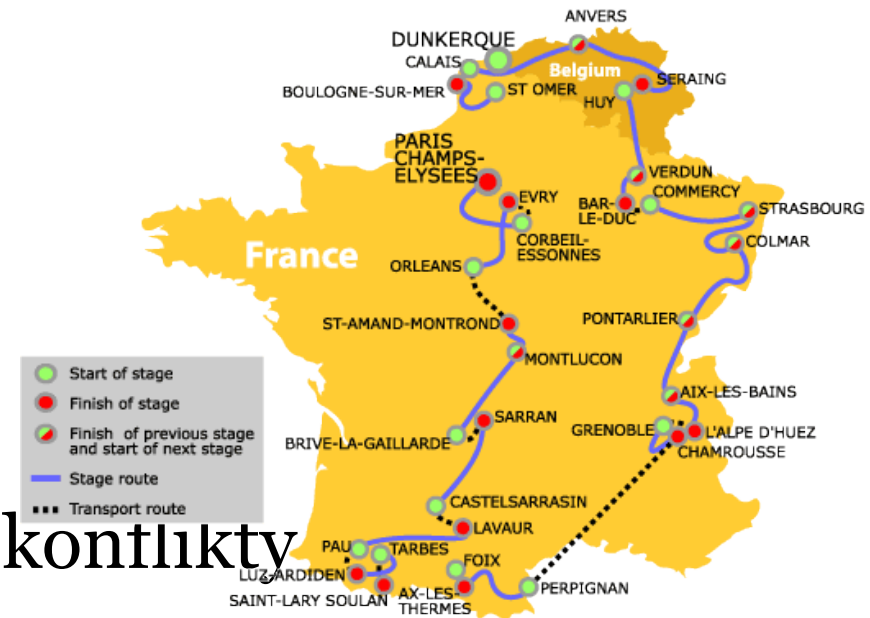 ANVERS
DUNKERQUE
CALAIS
Belgium
SERAING
BOULOGNE-SUR-MER
ST OMER
HUY
PARIS
CHAMPS-
ELYSEES
VERDUN
EVRY
COMMERCY
BAR-
LE-DUC
STRASBOURG
CORBEIL-
ESSONNES
COLMAR
France
ORLEANS
ST-AMAND-MONTROND
PONTARLIER
MONTLUCON
Start of stage
Finish of stage
Finish of previous stage
and start of next stage
Stage route
Transport route
AIX-LES-BAINS
SARRAN
GRENOBLE
L'ALPE D'HUEZ
BRIVE-LA-GAILLARDE
CHAMROUSSE
CASTELSARRASIN
LAVAUR
konflikty
PAU
TARBES
FOIX
LUZ-ARDIDEN
PERPIGNAN
SAINT-LARY SOULAN
AX-LES-
THERMES